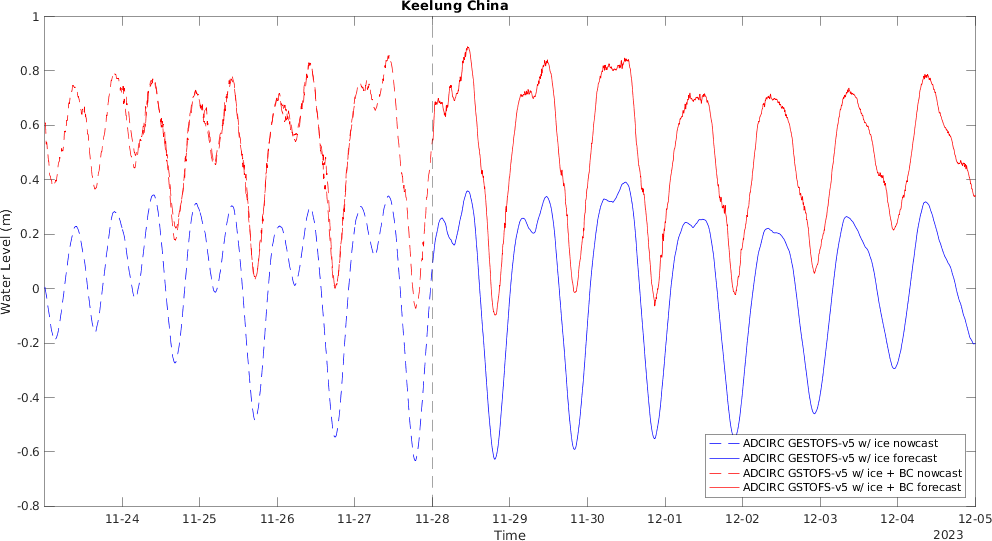 Keelung China
1
0.8
0.6
0.4
0.2
0
-0.2
-0.4
-0.6
-0.8
Water Level (m)
11-24 11-25 11-26 11-27 11-28 11-29 11-30 12-01 12-02 12-03 12-04 12-05
Time
2023
ADCIRC GESTOFS-v5 w/ ice nowcast
ADCIRC GESTOFS-v5 w/ ice forecast
ADCIRC GSTOFS-v5 w/ ice + BC nowcast
ADCIRC GSTOFS-v5 w/ ice + BC forecast